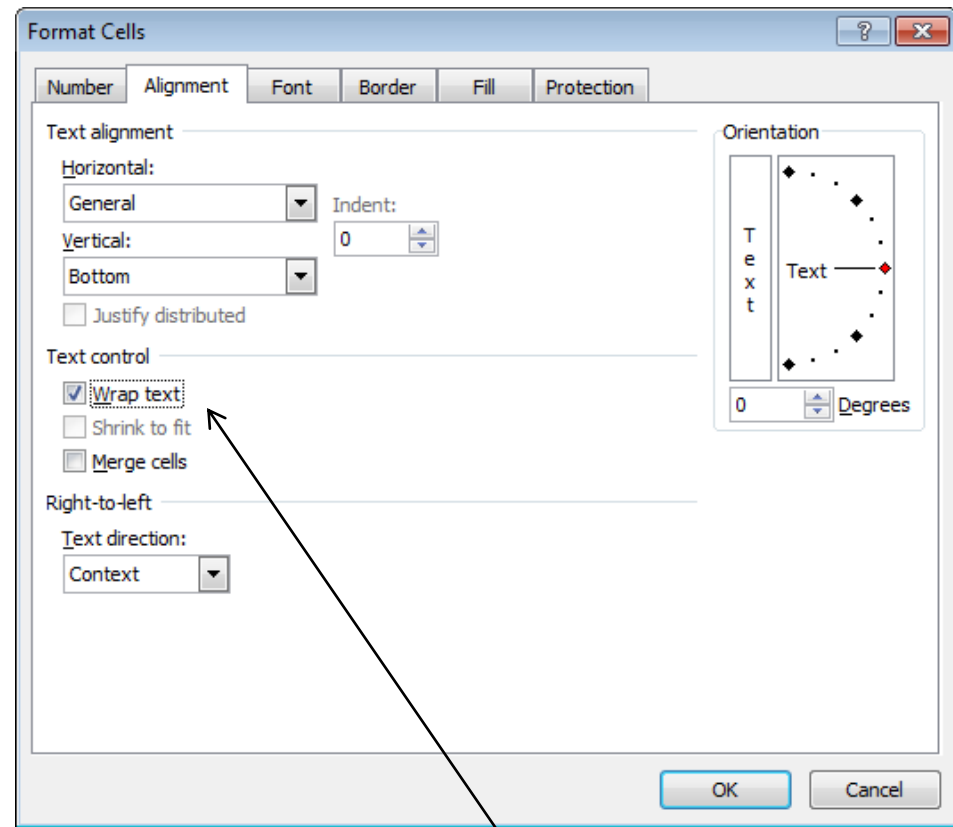 Format Cells
Number Alignment Font Border Fill Protection
Text alignment
Horizontal:
General
Indent:
0
Vertical:
Bottom
Justify distributed
Text control
Wrap text
Shrink to fit
Merge cells
Right-to-left
Text direction:
Context
Orientation
Text
Text
0 Degrees
OK Cancel